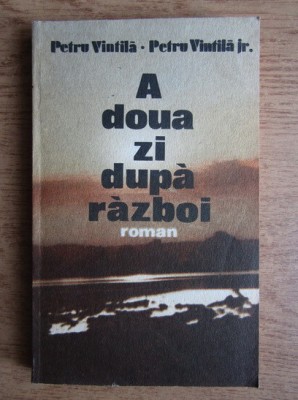 Petru Vintilă · Petru Vintilă jr.
A
doua
zi
după
război
roman